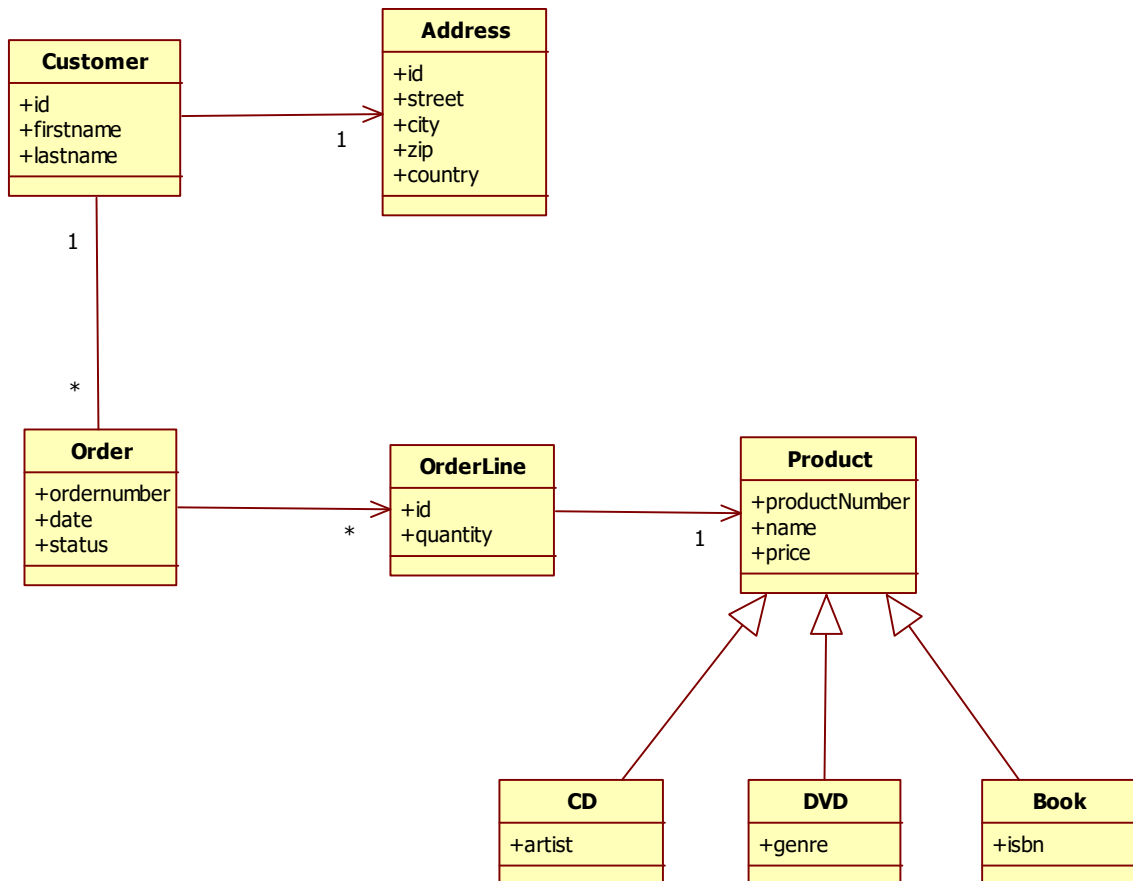 Customer
+id
+firstname
+lastname
Address
+id
+street
+city
+zip
+country
1
1
*
Order
+ordernumber
+date
+status
*
OrderLine
+id
+quantity
1
Product
+productNumber
+name
+price
CD
+artist
DVD
+genre
Book
+isbn